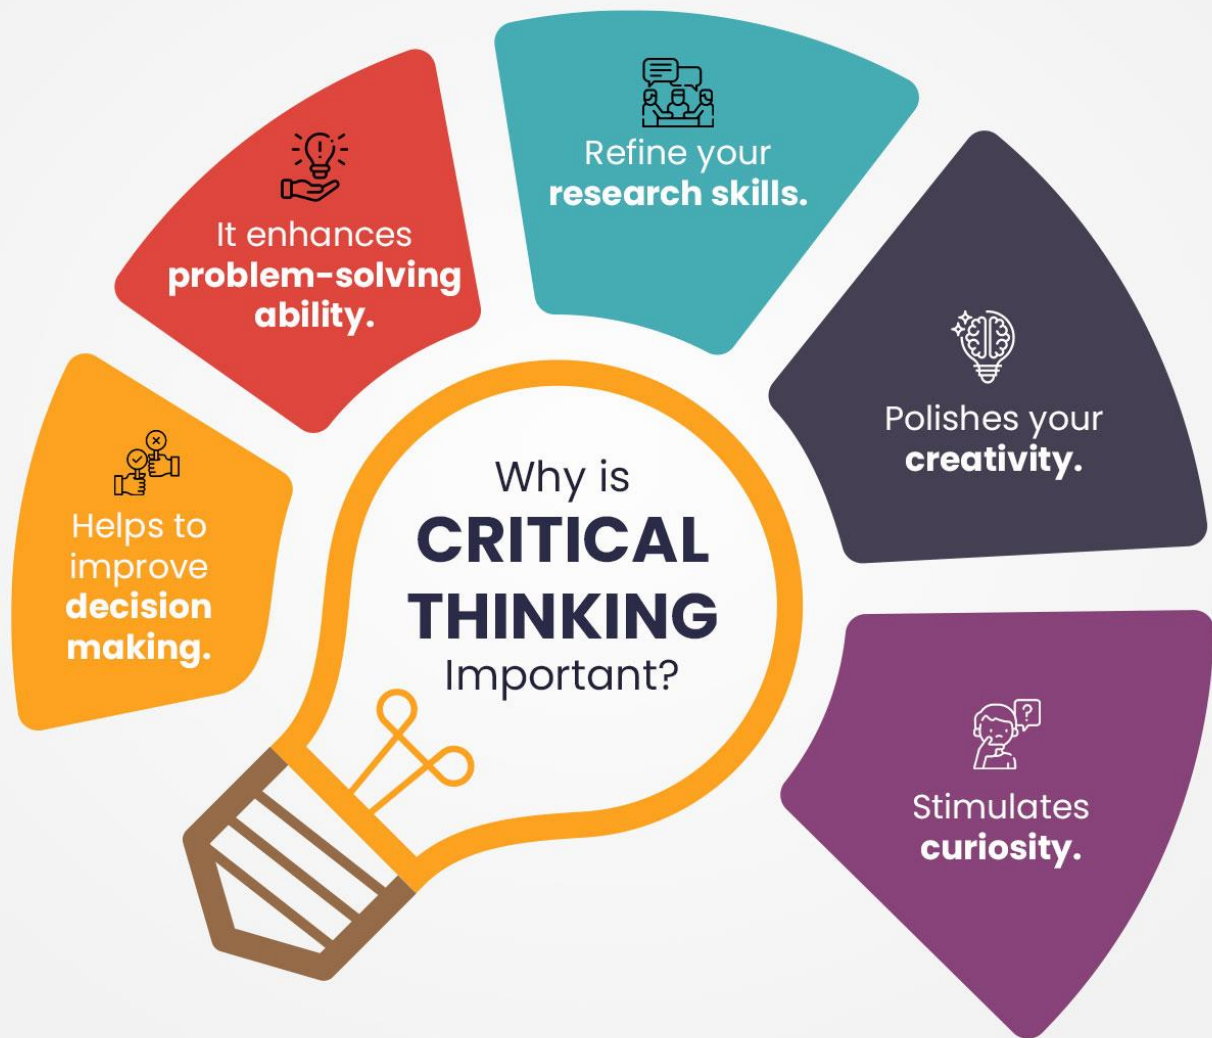 Why is
CRITICAL
THINKING
Important?
Helps to
improve
decision
making.
It enhances
problem-solving
ability.
Refine your
research skills.
Polishes your
creativity.
Stimulates
curiosity.